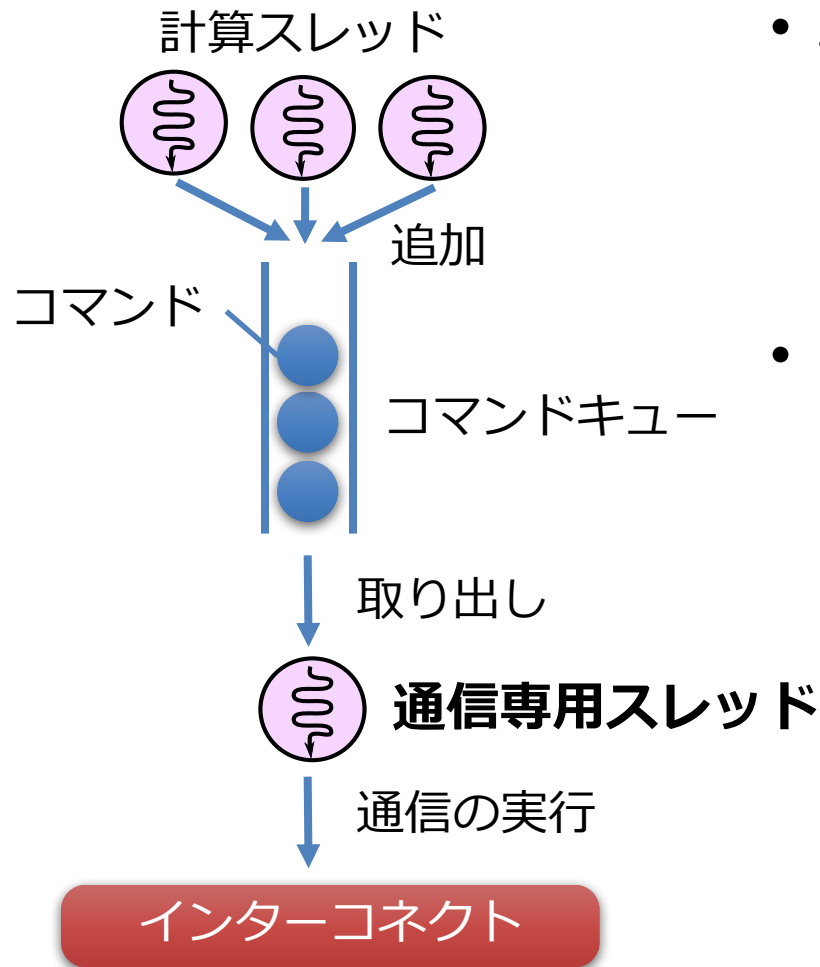 計算スレッド
追加
コマンド
コマンドキュー
取り出し
通信専用スレッド
通信の実行
インターコネクト